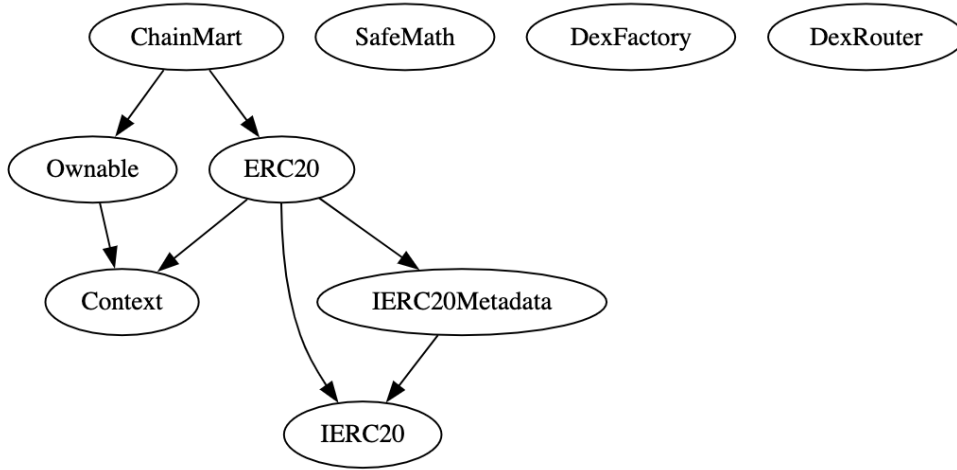 ChainMart
SafeMath
DexFactory
DexRouter
Ownable
ERC20
Context
IERC20Metadata
IERC20